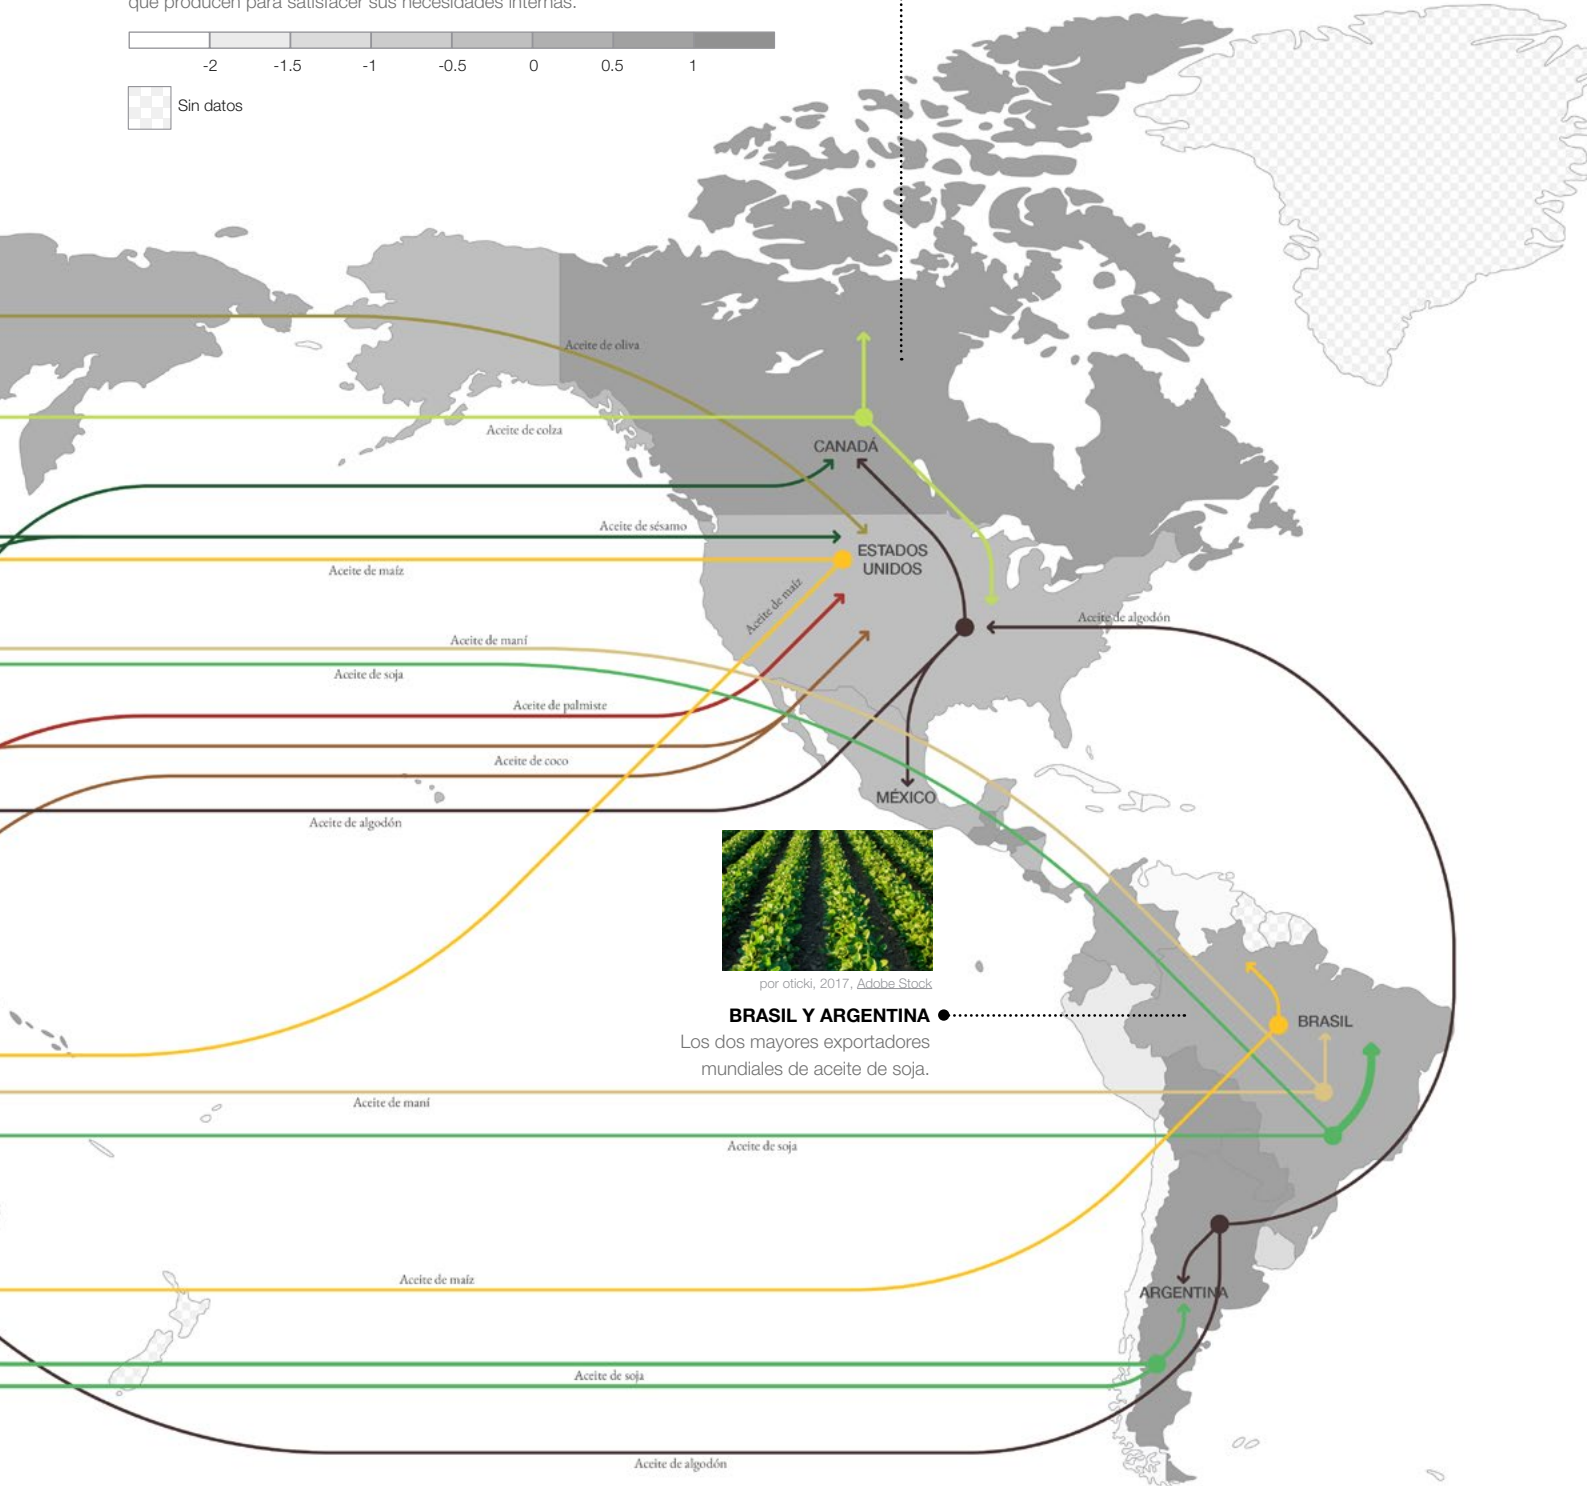 que producen para satisfacer sus necesidades internas.
-2 -1.5 -1 -0.5 0 0.5 1
Sin datos
Aceite de oliva
Aceite de colza
CANADÁ
Aceite de sésamo
ESTADOS
UNIDOS
Aceite de maíz
Aceite de maíz
Aceite de algodón
Aceite de maní
Aceite de soja
Aceite de palmiste
Aceite de coco
MÉXICO
Aceite de algodón
por oticki, 2017, Adobe Stock
BRASIL Y ARGENTINA
Los dos mayores exportadores
mundiales de aceite de soja.
BRASIL
Aceite de maní
Aceite de soja
Aceite de maíz
ARGENTINA
Aceite de soja
Aceite de algodón